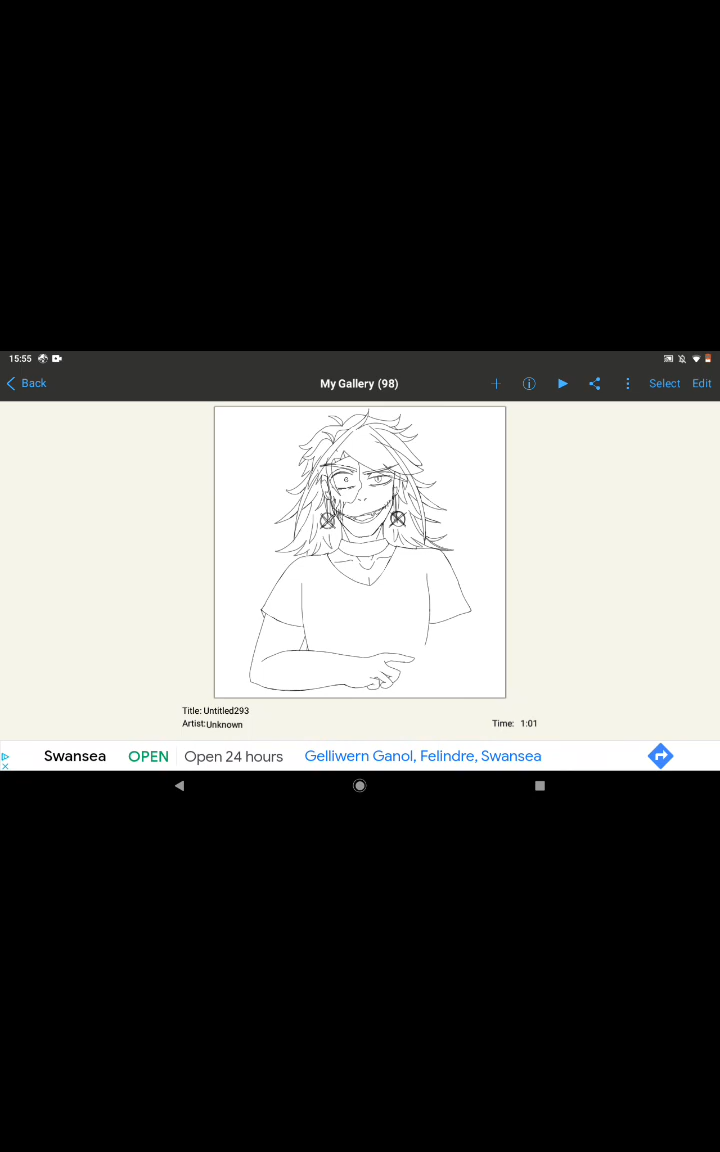 15:55
Back
My Gallery (98)
Select
Edit
Title: Untitled293
Artist:Unknown
Time: 1:01
Swansea
OPEN
Open 24 hours
Gelliwern Ganol, Felindre, Swansea